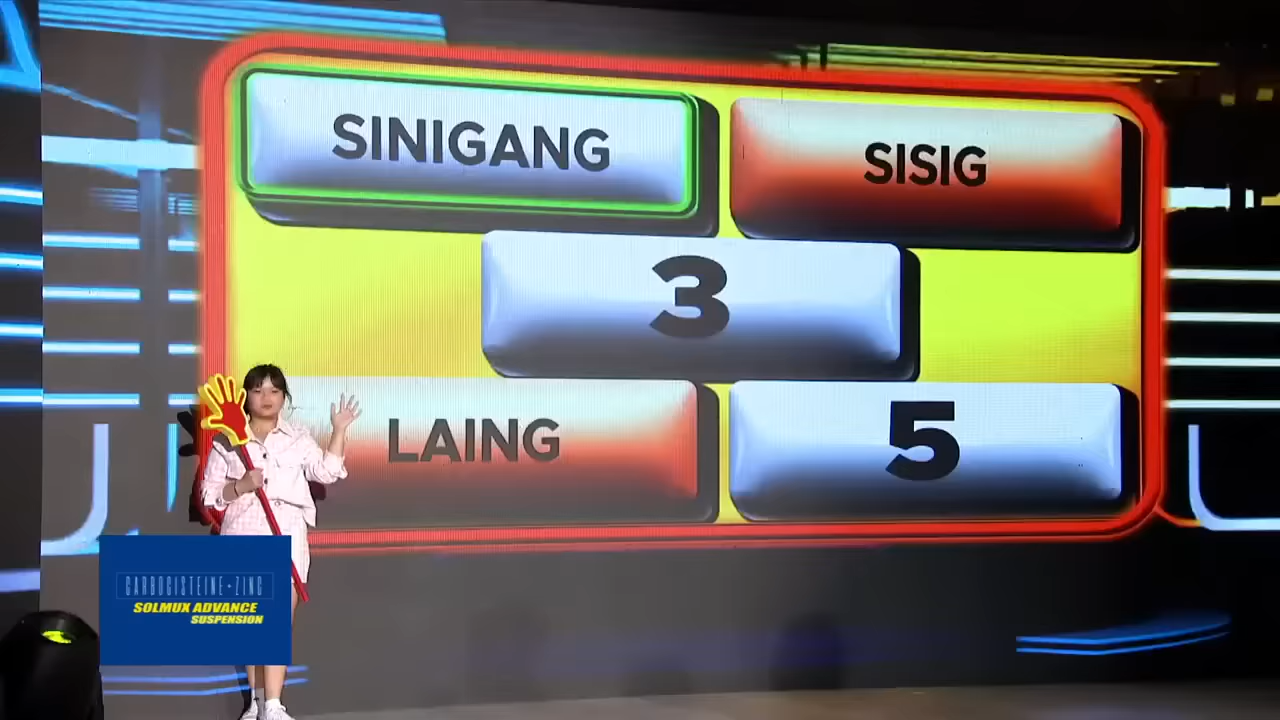 SINIGANG
SISIG
3
LAING
5
CARBOCISTEINE+ZINC
SOLMUX ADVANCE
SUSPENSION